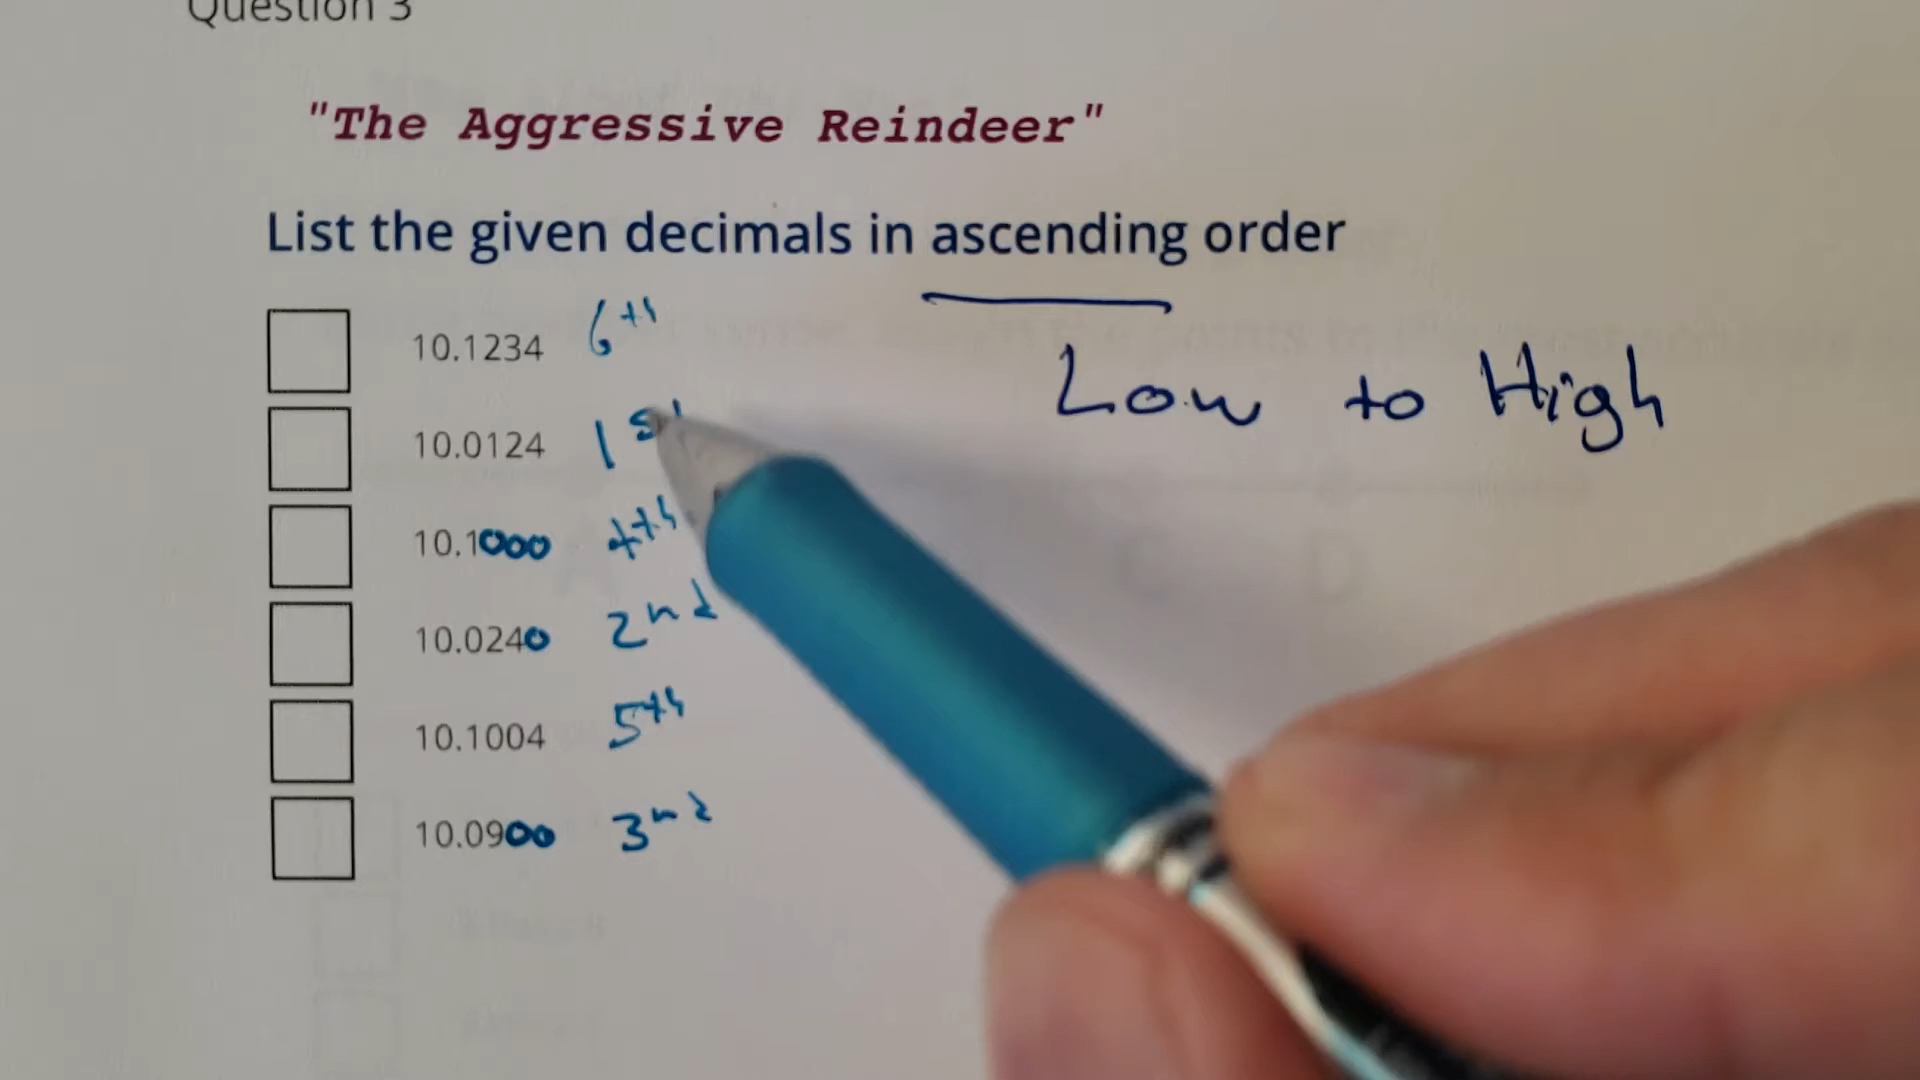 Question 3
"The Aggressive Reindeer"
List the given decimals in ascending order
10.1234 6th
Low to High
10.0124 1st
10.1000 4th
10.0240 2nd
10.1004 5th
10.0900 3nd